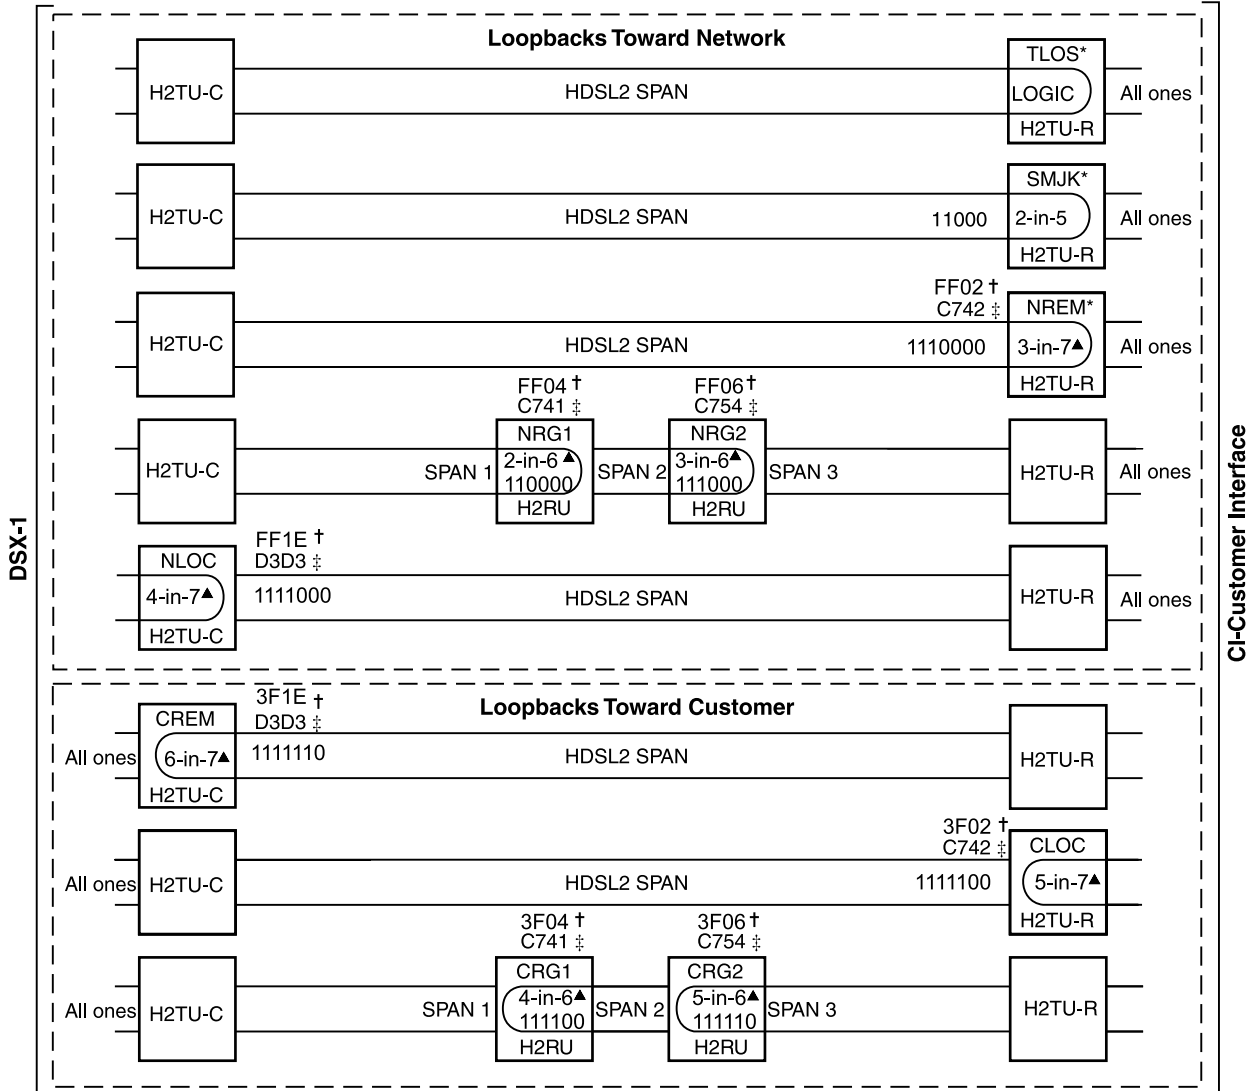 Loopbacks Toward Network
TLOS*
H2TU-C
HDSL2 SPAN
LOGIC
All ones
H2TU-R
SMJK*
H2TU-C
HDSL2 SPAN
11000
2-in-5
All ones
H2TU-R
FF02 †
C742 ‡
NREM*
H2TU-C
HDSL2 SPAN
1110000
3-in-7▲
All ones
H2TU-R
FF04 †
C741 ‡
FF06 †
C754 ‡
NRG1
NRG2
H2TU-C
SPAN 1
2-in-6▲
110000
SPAN 2
3-in-6▲
111000
SPAN 3
H2TU-R
All ones
H2RU
H2RU
FF1E †
D3D3 ‡
NLOC
4-in-7▲
1111000
HDSL2 SPAN
H2TU-R
All ones
H2TU-C
DSX-1
CI-Customer Interface
Loopbacks Toward Customer
3F1E †
D3D3 ‡
CREM
All ones
6-in-7▲
1111110
HDSL2 SPAN
H2TU-R
H2TU-C
3F02 †
C742 ‡
CLOC
All ones
H2TU-C
HDSL2 SPAN
1111100
5-in-7▲
H2TU-R
3F04 †
C741 ‡
3F06 †
C754 ‡
CRG1
CRG2
All ones
H2TU-C
SPAN 1
4-in-6▲
111100
SPAN 2
5-in-6▲
111110
SPAN 3
H2TU-R
H2RU
H2RU